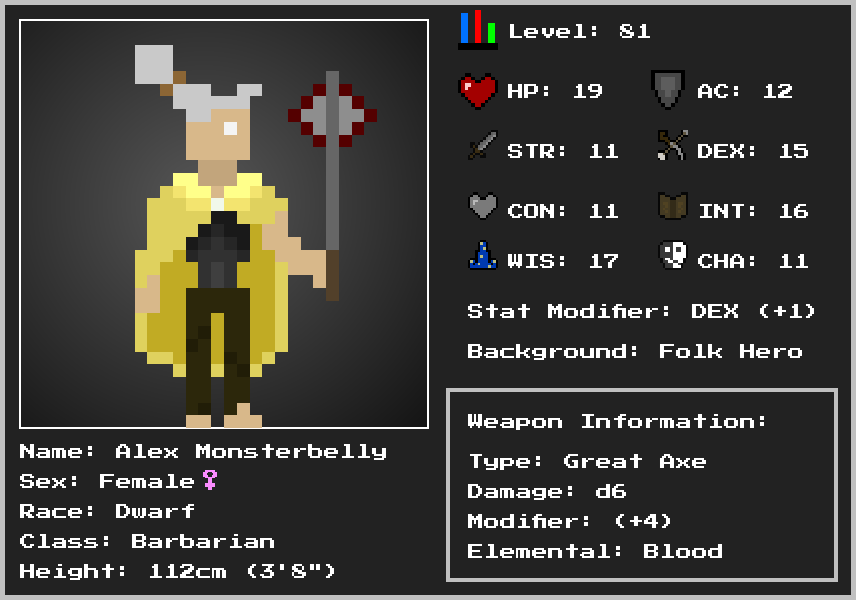 Level: 81
HP: 19
AC: 12
STR: 11
DEX: 15
CON: 11
INT: 16
WIS: 17
CHA: 11
Stat Modifier: DEX (+1)
Background: Folk Hero
Weapon Information:
Type: Great Axe
Damage: d6
Modifier: (+4)
Elemental: Blood
Name: Alex Monsterbelly
Sex: Female♀
Race: Dwarf
Class: Barbarian
Height: 112cm (3'8")